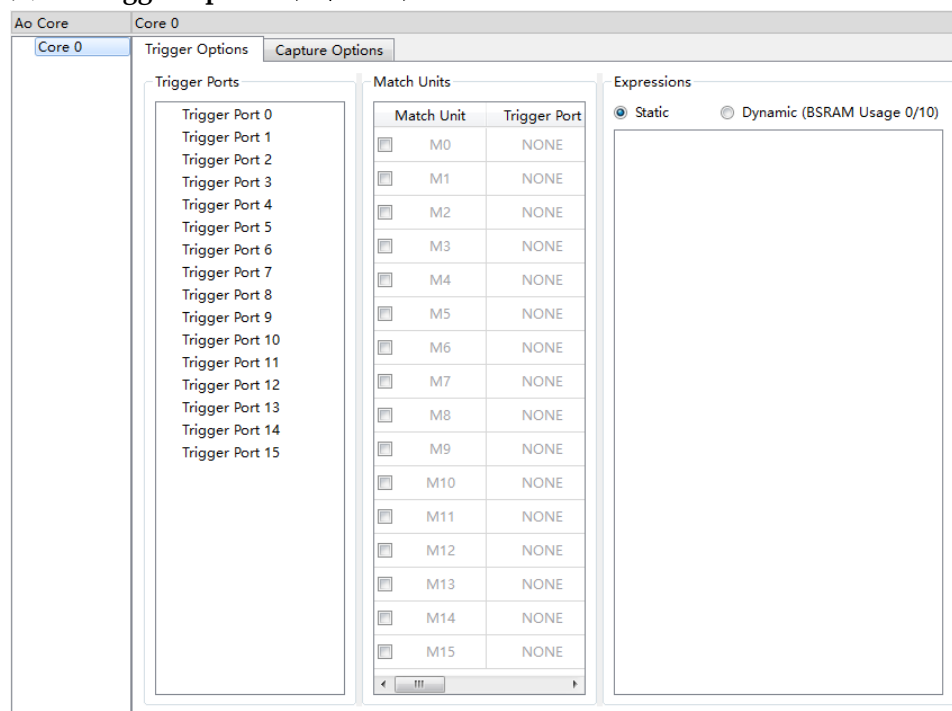 Ao Core
Core 0
Core 0
Trigger Options
Capture Options
Trigger Ports
Trigger Port 0
Trigger Port 1
Trigger Port 2
Trigger Port 3
Trigger Port 4
Trigger Port 5
Trigger Port 6
Trigger Port 7
Trigger Port 8
Trigger Port 9
Trigger Port 10
Trigger Port 11
Trigger Port 12
Trigger Port 13
Trigger Port 14
Trigger Port 15
Match Units
Match Unit Trigger Port
M0 NONE
M1 NONE
M2 NONE
M3 NONE
M4 NONE
M5 NONE
M6 NONE
M7 NONE
M8 NONE
M9 NONE
M10 NONE
M11 NONE
M12 NONE
M13 NONE
M14 NONE
M15 NONE
Expressions
Static Dynamic (BSRAM Usage 0/10)